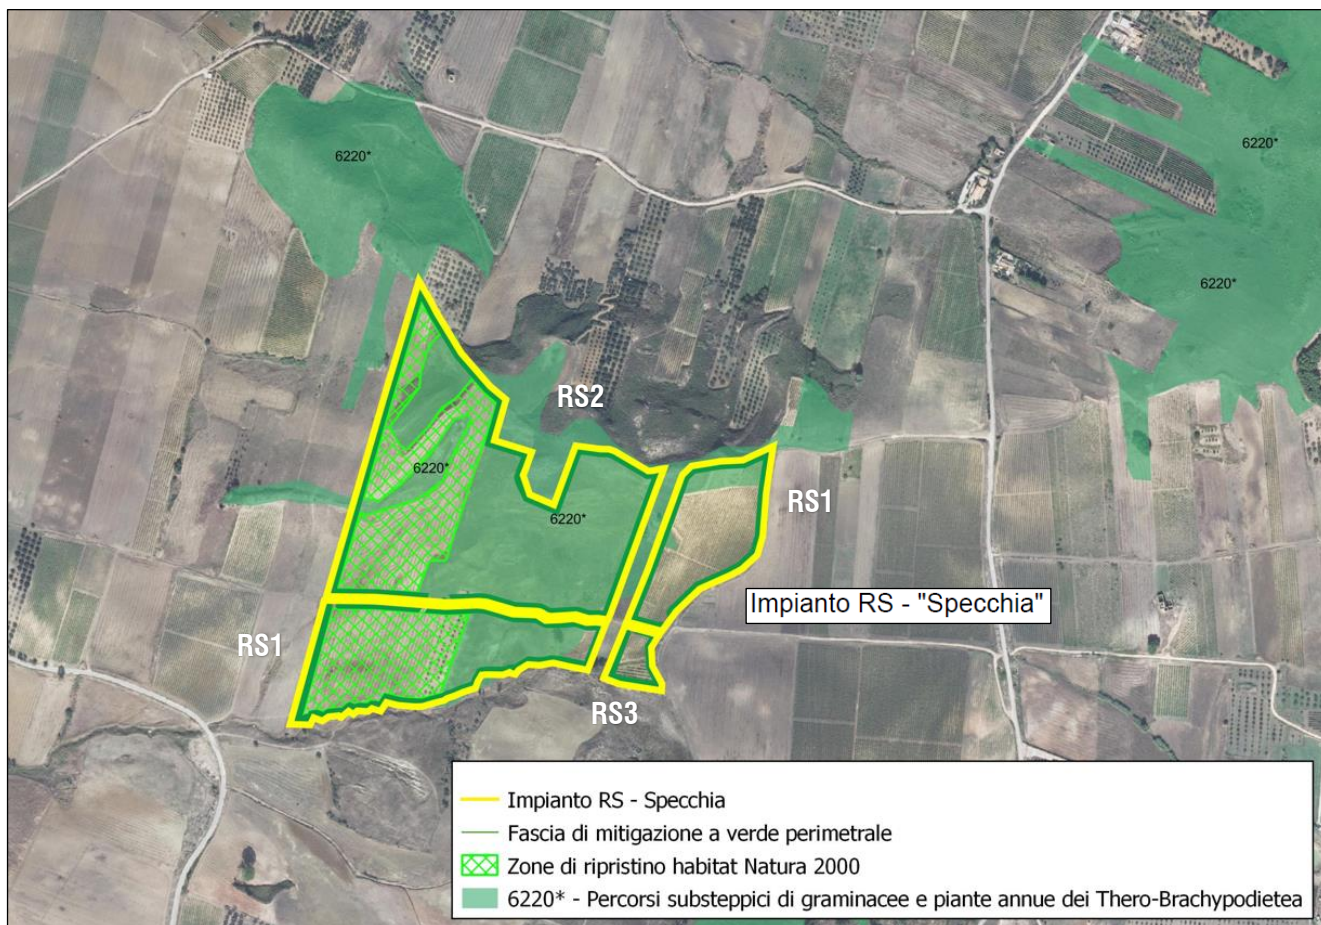 6220*
6220*
6220*
RS2
6220*
RS1
6220*
Impianto RS - "Specchia"
RS1
RS3
Impianto RS - Specchia
Fascia di mitigazione a verde perimetrale
Zone di ripristino habitat Natura 2000
6220* - Percorsi substeppici di graminacee e piante annue dei Thero-Brachypodietea